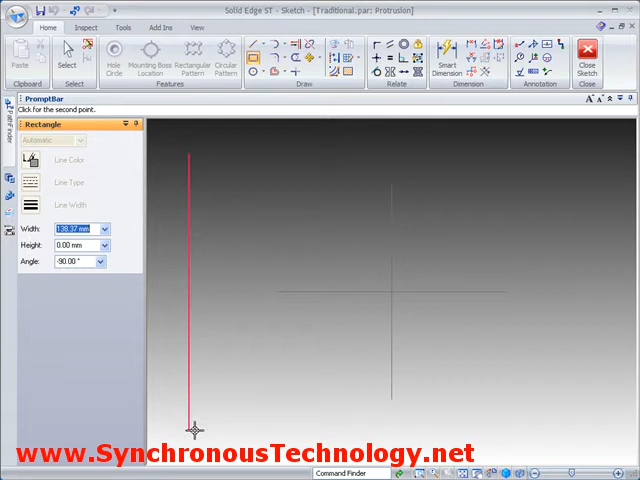 Solid Edge ST - Sketch - [Traditional.par: Protrusion]
Home Inspect Tools Add Ins View
Paste
Select
Hole Circle
Mounting Boss Location
Rectangular Pattern
Circular Pattern
Smart Dimension
Close Sketch
Clipboard Select Features Draw Relate Dimension Annotation Close
PromptBar
Click for the second point.
PathFinder
Rectangle
Automatic
Line Color
Line Type
Line Width
Width: 138.37 mm
Height: 0.00 mm
Angle: -90.00 °
www.SynchronousTechnology.net
Command Finder